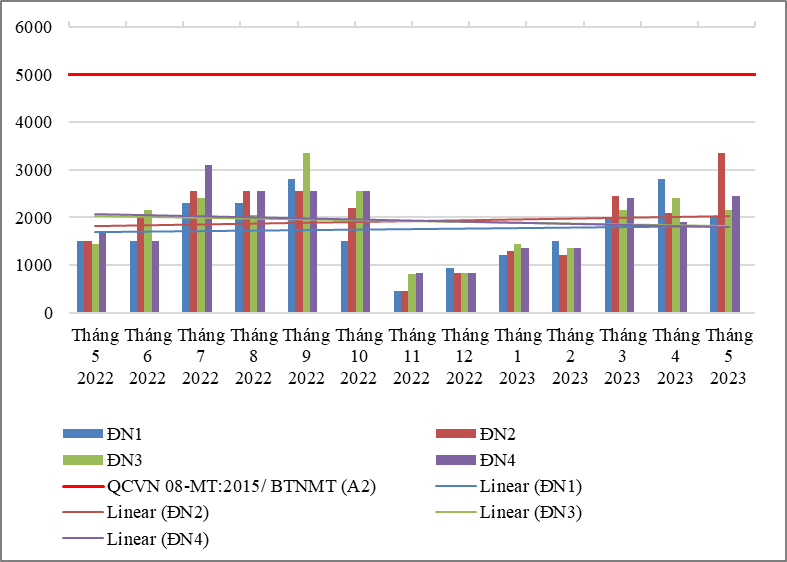 6000
5000
4000
3000
2000
1000
0
Tháng 5 2022
Tháng 6 2022
Tháng 7 2022
Tháng 8 2022
Tháng 9 2022
Tháng 10 2022
Tháng 11 2022
Tháng 12 2022
Tháng 1 2023
Tháng 2 2023
Tháng 3 2023
Tháng 4 2023
Tháng 5 2023
ĐN1
ĐN2
ĐN3
ĐN4
QCVN 08-MT:2015/ BTNMT (A2)
Linear (ĐN1)
Linear (ĐN2)
Linear (ĐN3)
Linear (ĐN4)